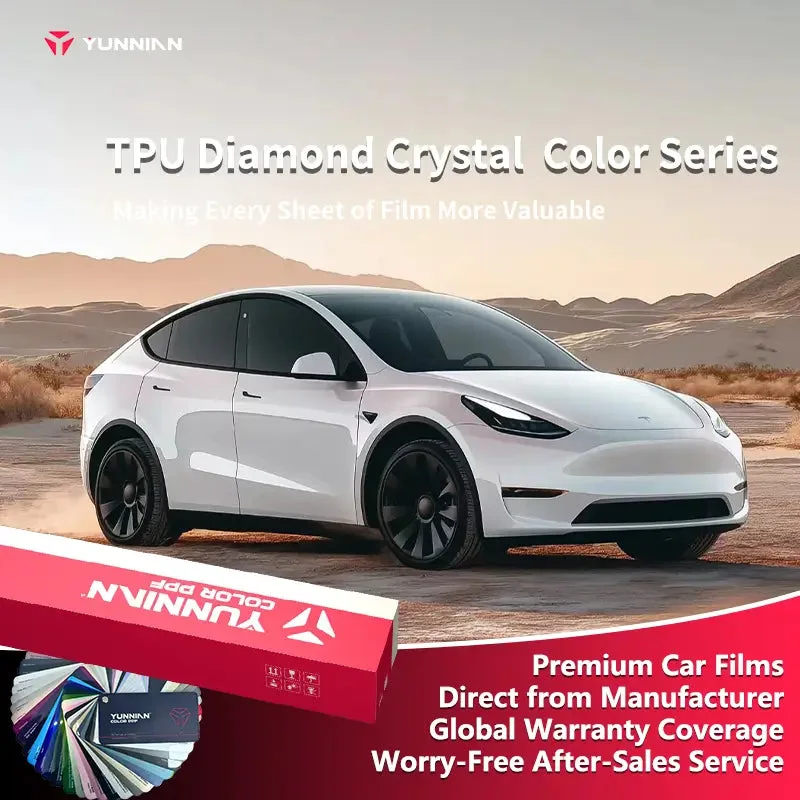 YUNNIAN
TPU Diamond Crystal Color Series
Making Every Sheet of Film More Valuable
YUNNIAN
COLOR PPF
YUNNIAN
COLOR PPF
Premium Car Films
Direct from Manufacturer
Global Warranty Coverage
Worry-Free After-Sales Service